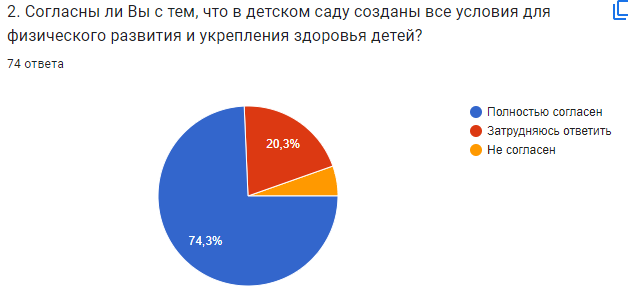 2. Согласны ли Вы с тем, что в детском саду созданы все условия для
физического развития и укрепления здоровья детей?
74 ответа
Полностью согласен
Затрудняюсь ответить
Не согласен
20,3%
74,3%